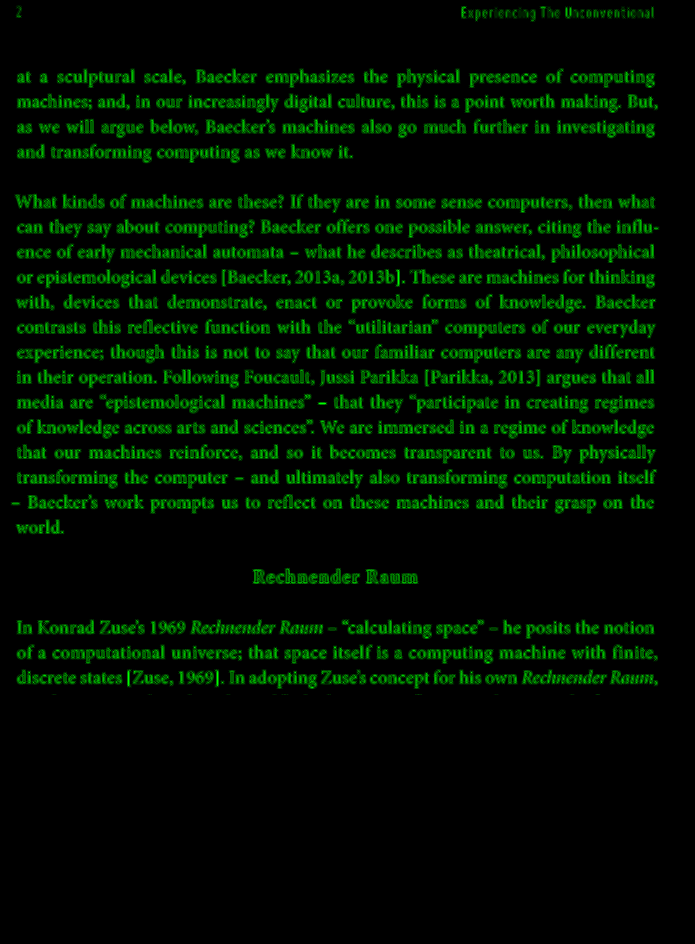 2 Experiencing The Unconventional
at a sculptural scale, Baecker emphasizes the physical presence of computing
machines; and, in our increasingly digital culture, this is a point worth making. But,
as we will argue below, Baecker's machines also go much further in investigating
and transforming computing as we know it.
What kinds of machines are these? If they are in some sense computers, then what
can they say about computing? Baecker offers one possible answer, citing the influ-
ence of early mechanical automata – what he describes as theatrical, philosophical
or epistemological devices [Baecker, 2013a, 2013b]. These are machines for thinking
with, devices that demonstrate, enact or provoke forms of knowledge. Baecker
contrasts this reflective function with the “utilitarian” computers of our everyday
experience; though this is not to say that our familiar computers are any different
in their operation. Following Foucault, Jussi Parikka [Parikka, 2013] argues that all
media are “epistemological machines” – that they “participate in creating regimes
of knowledge across arts and sciences”. We are immersed in a regime of knowledge
that our machines reinforce, and so it becomes transparent to us. By physically
transforming the computer – and ultimately also transforming computation itself
– Baecker's work prompts us to reflect on these machines and their grasp on the
world.
Rechnender Raum
In Konrad Zuse's 1969 Rechnender Raum – “calculating space” – he posits the notion
of a computational universe; that space itself is a computing machine with finite,
discrete states [Zuse, 1969]. In adopting Zuse's concept for his own Rechnender Raum,